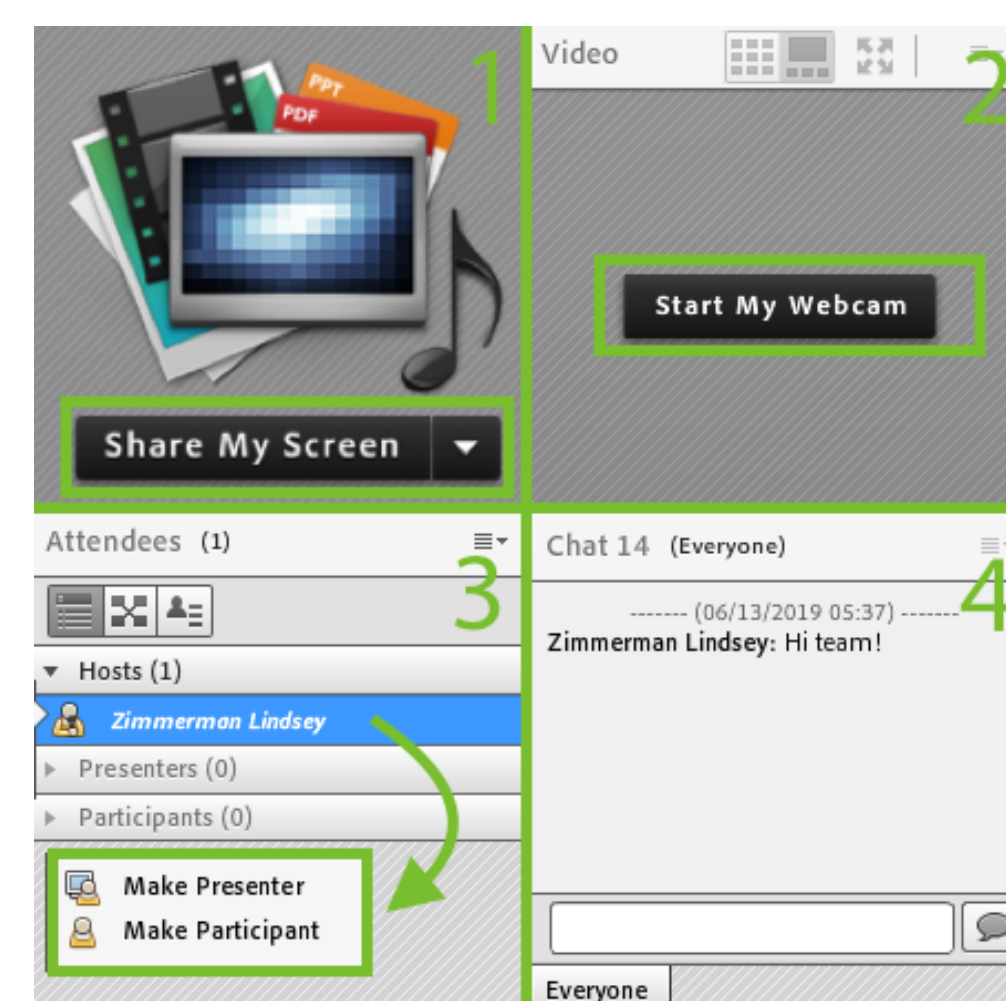 PPT
PDF
1
Share My Screen
Video
2
Start My Webcam
Attendees (1)
3
Hosts (1)
Zimmerman Lindsey
Presenters (0)
Participants (0)
Make Presenter
Make Participant
Chat 14 (Everyone)
4
------- (06/13/2019 05:37) -------
Zimmerman Lindsey: Hi team!
Everyone